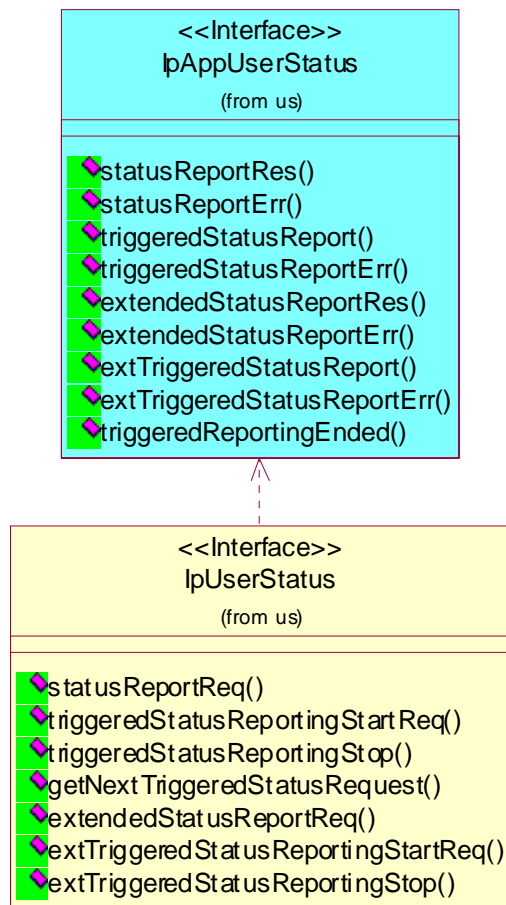 <<Interface>>
IpAppUserStatus
(from us)
statusReportRes()
statusReportErr()
triggeredStatusReport()
triggeredStatusReportErr()
extendedStatusReportRes()
extendedStatusReportErr()
extTriggeredStatusReport()
extTriggeredStatusReportErr()
triggeredReportingEnded()
<<Interface>>
IpUserStatus
(from us)
statusReportReq()
triggeredStatusReportingStartReq()
triggeredStatusReportingStop()
getNextTriggeredStatusRequest()
extendedStatusReportReq()
extTriggeredStatusReportingStartReq()
extTriggeredStatusReportingStop()